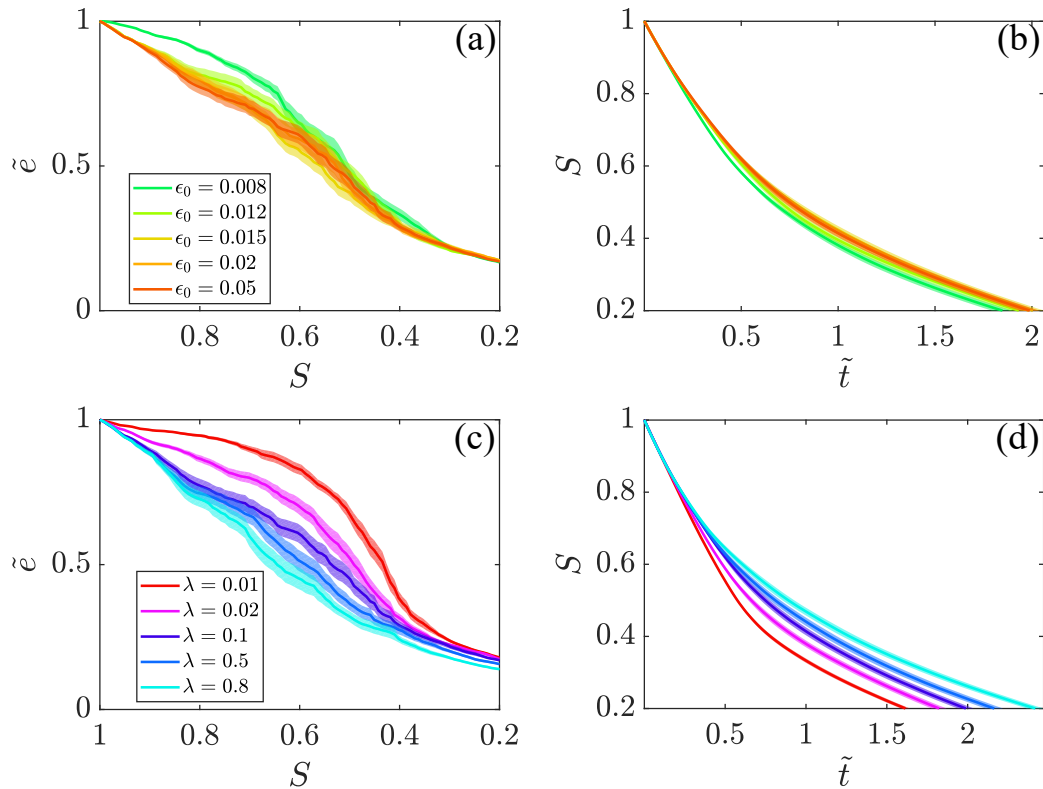 1
(a)
ẽ
0.5
ϵ₀ = 0.008
ϵ₀ = 0.012
ϵ₀ = 0.015
ϵ₀ = 0.02
ϵ₀ = 0.05
0
0.8 0.6 0.4 0.2
S
1
(b)
0.8
S
0.6
0.4
0.2
0.5 1 1.5 2
t̃
1
(c)
ẽ
0.5
λ = 0.01
λ = 0.02
λ = 0.1
λ = 0.5
λ = 0.8
0
1 0.8 0.6 0.4 0.2
S
1
(d)
0.8
S
0.6
0.4
0.2
0.5 1 1.5 2
t̃